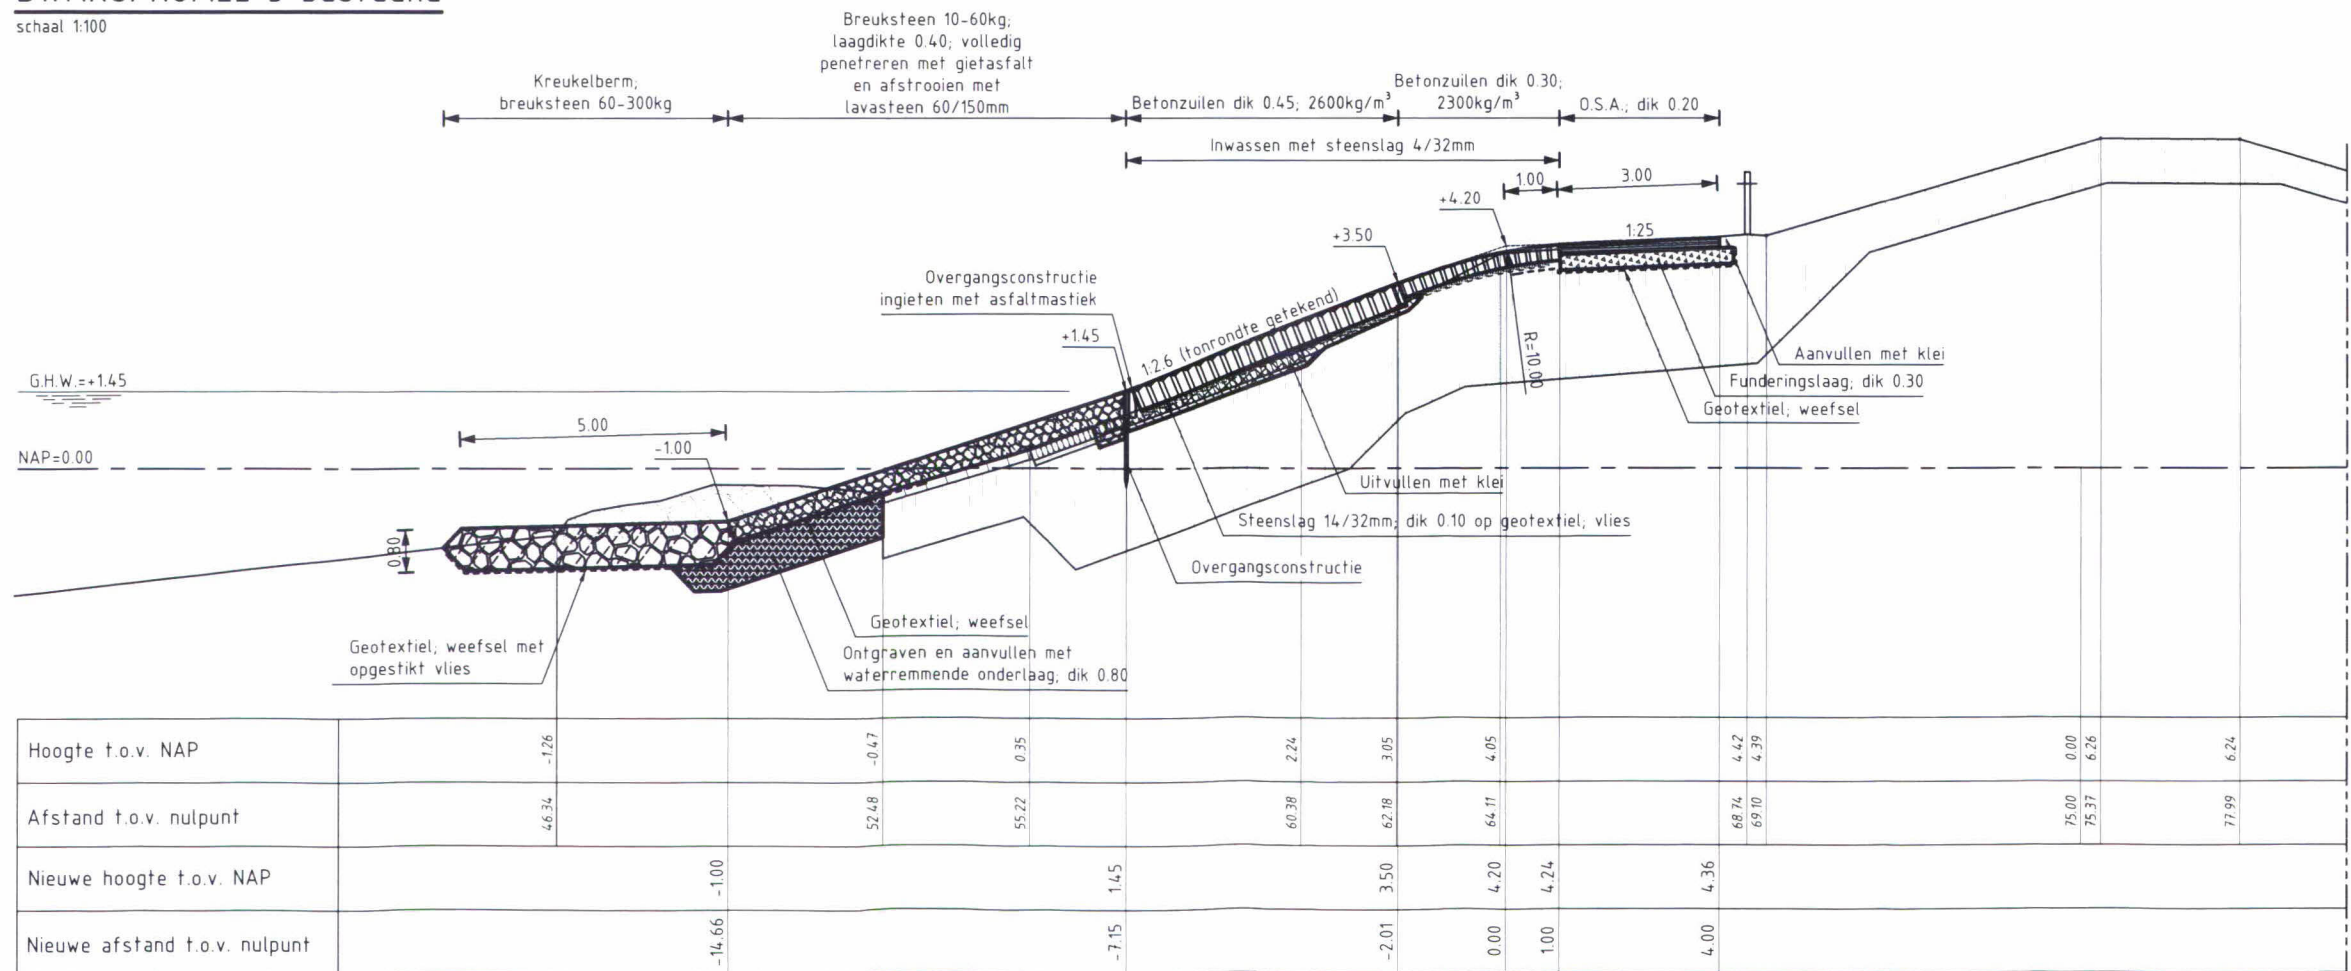 schaal 1:100
Kreukelberm;
breuksteen 60-300kg
Breuksteen 10-60kg;
laagdikte 0.40; volledig
penetreren met gietasfalt
en afstrooien met
lavasteen 60/150mm
Betonzuilen dik 0.45; 2600kg/m³
Betonzuilen dik 0.30;
2300kg/m³
O.S.A.; dik 0.20
Inwassen met steenslag 4/32mm
1.00
3.00
+4.20
+3.50
1:25
Overgangsconstructie
ingieten met asfaltmastiek
+1.45
1:2.6 (tonrondte getekend)
R=10.00
Aanvullen met klei
Funderingslaag; dik 0.30
Geotextiel; weefsel
G.H.W.=+1.45
5.00
-1.00
NAP=0.00
Uitvullen met klei
Steenslag 14/32mm; dik 0.10 op geotextiel; vlies
0.80
Overgangsconstructie
Geotextiel; weefsel
Geotextiel; weefsel met
opgestikt vlies
Ontgraven en aanvullen met
waterremmende onderlaag; dik 0.80
Hoogte t.o.v. NAP -1.26 -0.47 0.35 2.24 3.05 4.05 4.42 4.39 0.00 6.26 6.24
Afstand t.o.v. nulpunt 46.34 52.48 55.22 60.38 62.18 64.11 68.74 69.10 75.00 75.37 77.99
Nieuwe hoogte t.o.v. NAP -1.00 1.45 3.50 4.20 4.24 4.36
Nieuwe afstand t.o.v. nulpunt -14.66 -7.15 -2.01 0.00 1.00 4.00